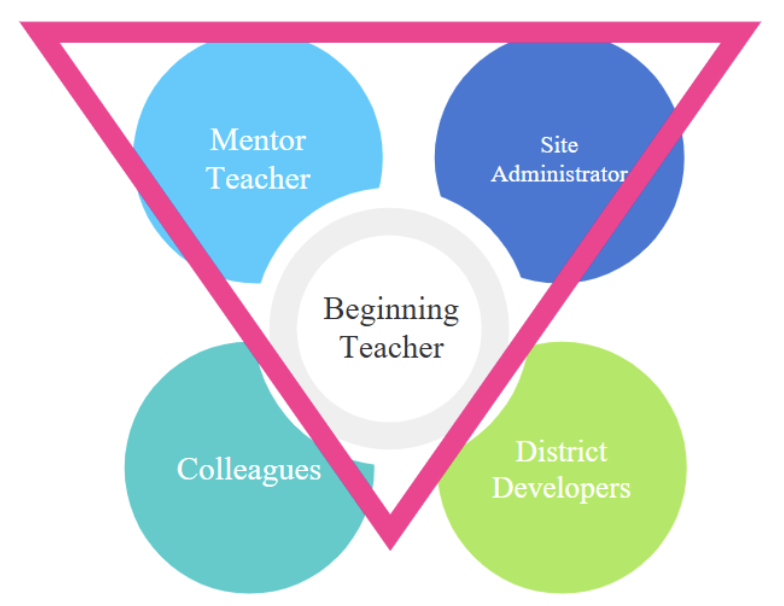 Mentor
Teacher
Site
Administrator
Beginning
Teacher
Colleagues
District
Developers